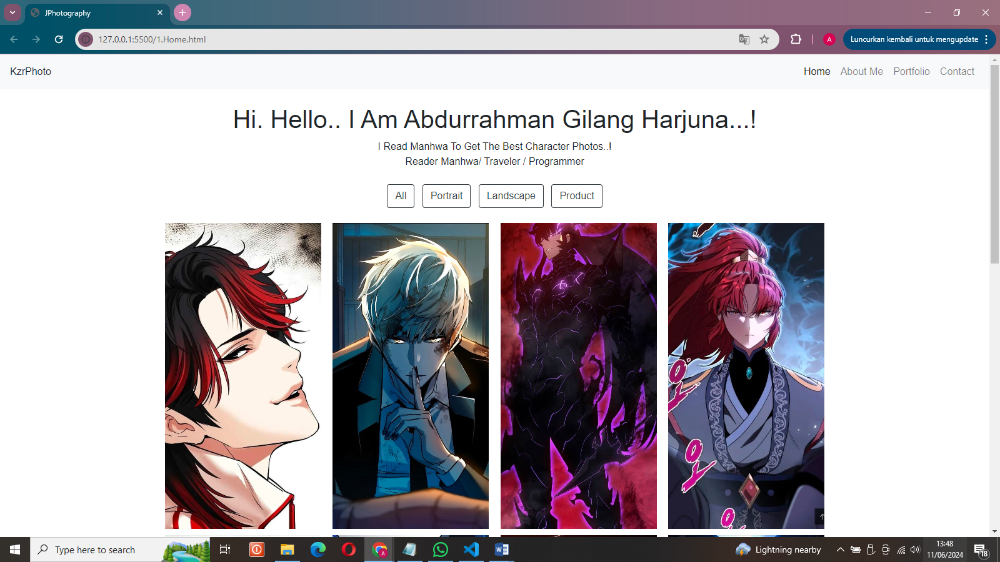 JPhotography
127.0.0.1:5500/1.Home.html
A
Luncurkan kembali untuk mengupdate
KzrPhoto
Home About Me Portfolio Contact
Hi. Hello.. I Am Abdurrahman Gilang Harjuna...!
I Read Manhwa To Get The Best Character Photos..!
Reader Manhwa/ Traveler / Programmer
All Portrait Landscape Product
Type here to search
Lightning nearby
13:48
11/06/2024
18